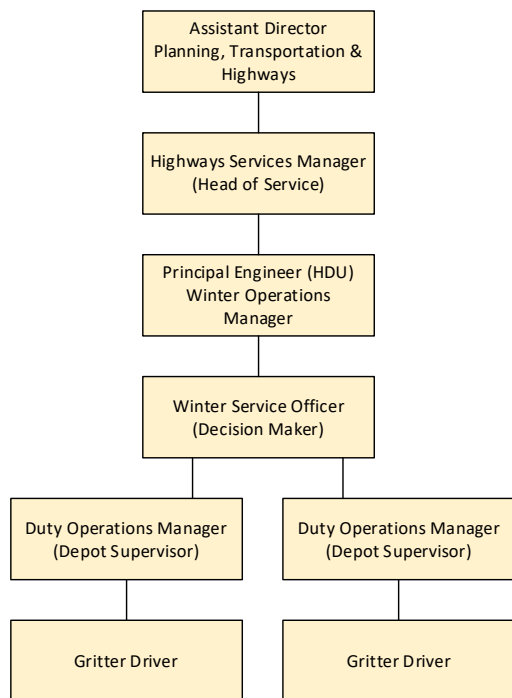 Assistant Director
Planning, Transportation &
Highways
Highways Services Manager
(Head of Service)
Principal Engineer (HDU)
Winter Operations
Manager
Winter Service Officer
(Decision Maker)
Duty Operations Manager
(Depot Supervisor)
Duty Operations Manager
(Depot Supervisor)
Gritter Driver
Gritter Driver